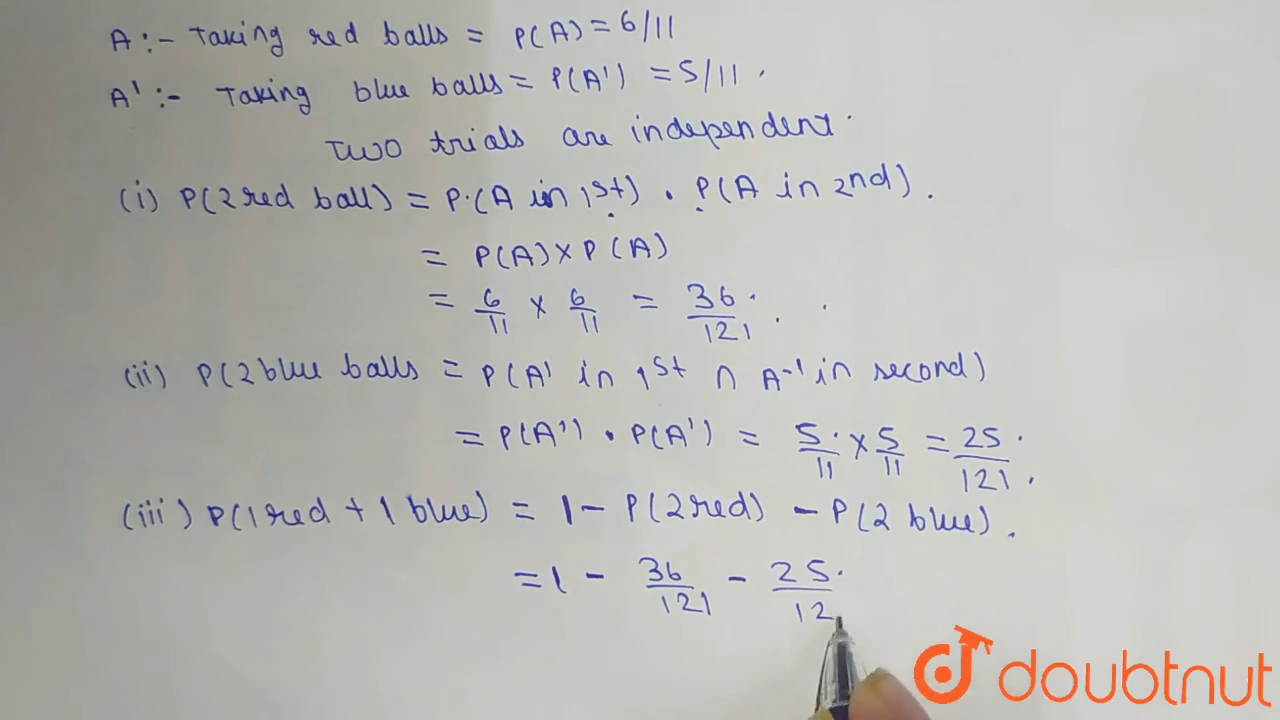 A :- Taking red balls = P(A) = 6/11
A' :- Taking blue balls = P(A') = 5/11 .
Two trials are independent.
(i) P(2 red ball) = P.(A in 1st) . P(A in 2nd).
= P(A) x P(A)
= 6/11 x 6/11 = 36/121 .
(ii) P(2 blue balls = P(A' in 1st ∩ A-1 in second)
= P(A') . P(A') = 5/11 x 5/11 = 25/121 .
(iii) P(1 red + 1 blue) = 1 - P(2 red) - P(2 blue) .
= 1 - 36/121 - 25/12
doubtnut